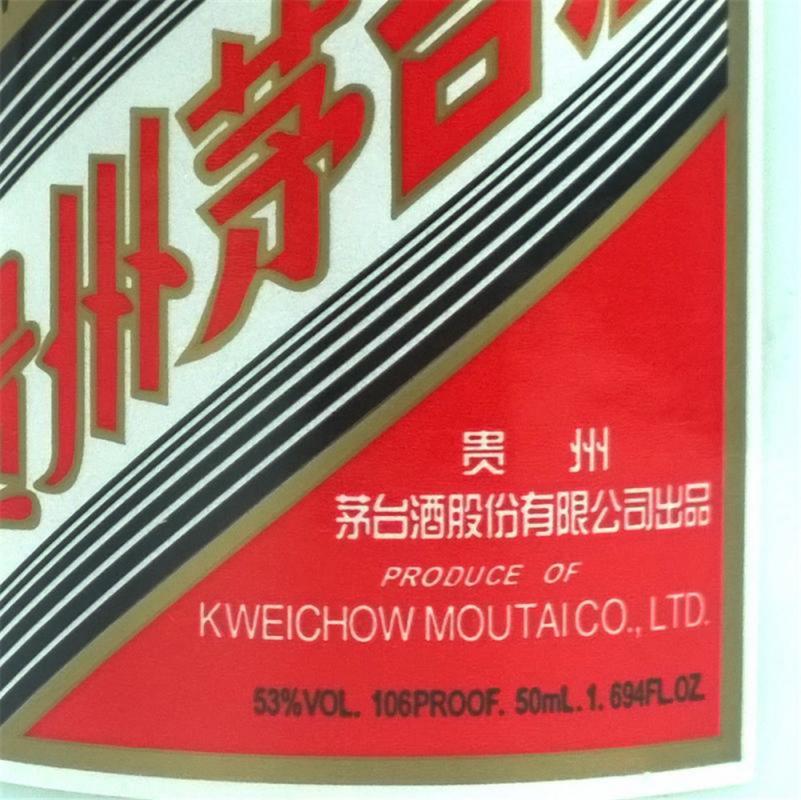 贵州茅台
贵 州
茅台酒股份有限公司出品
PRODUCE OF
KWEICHOW MOUTAI CO., LTD.
53%VOL. 106PROOF. 50mL. 1. 694FL.OZ.